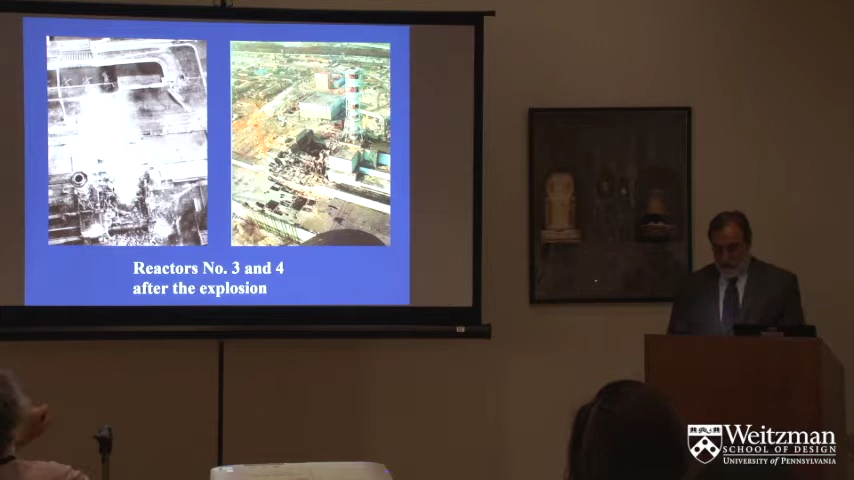 Reactors No. 3 and 4
after the explosion
Weitzman
SCHOOL OF DESIGN
UNIVERSITY OF PENNSYLVANIA